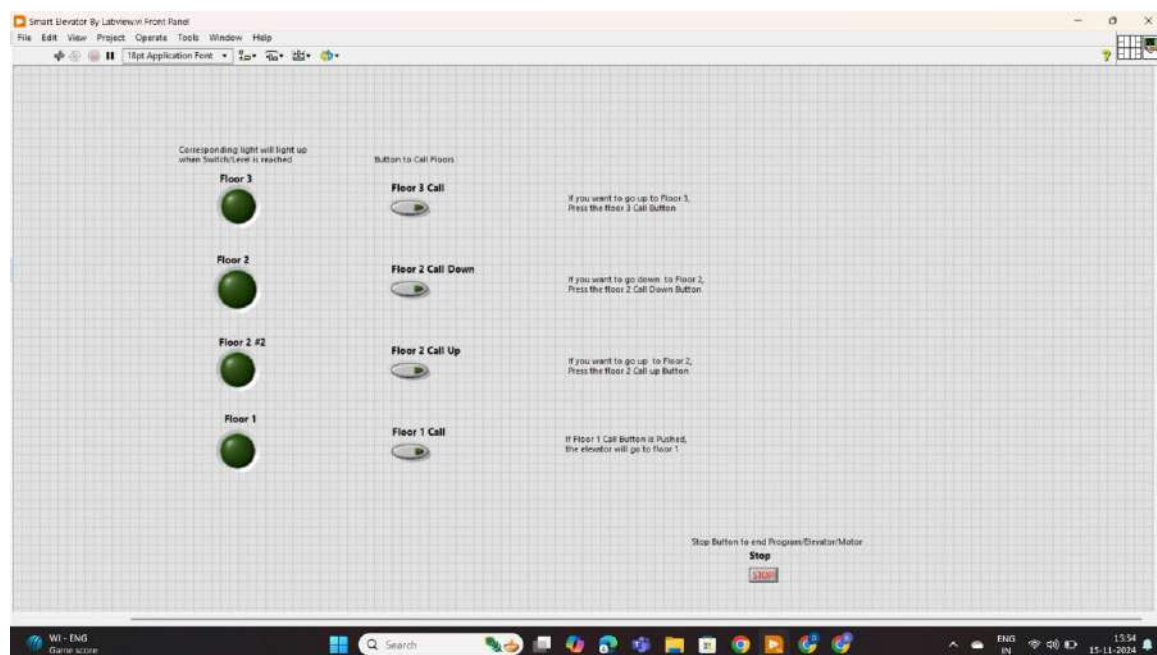 Smart Elevator By Labview.vi Front Panel
File Edit View Project Operate Tools Window Help
18pt Application Font
Corresponding light will light up
when Switch/Level is reached
Button to Call Floors
Floor 3
Floor 3 Call
If you want to go up to Floor 3,
Press the floor 3 Call Button
Floor 2
Floor 2 Call Down
If you want to go down to Floor 2,
Press the floor 2 Call Down Button
Floor 2 #2
Floor 2 Call Up
If you want to go up to Floor 2,
Press the floor 2 Call up Button
Floor 1
Floor 1 Call
If Floor 1 Call Button is Pushed,
the elevator will go to floor 1
Stop Button to end Program/Elevator/Motor
Stop
STOP
WI - ENG
Game score
Search
ENG
IN
15:54
15-11-2024